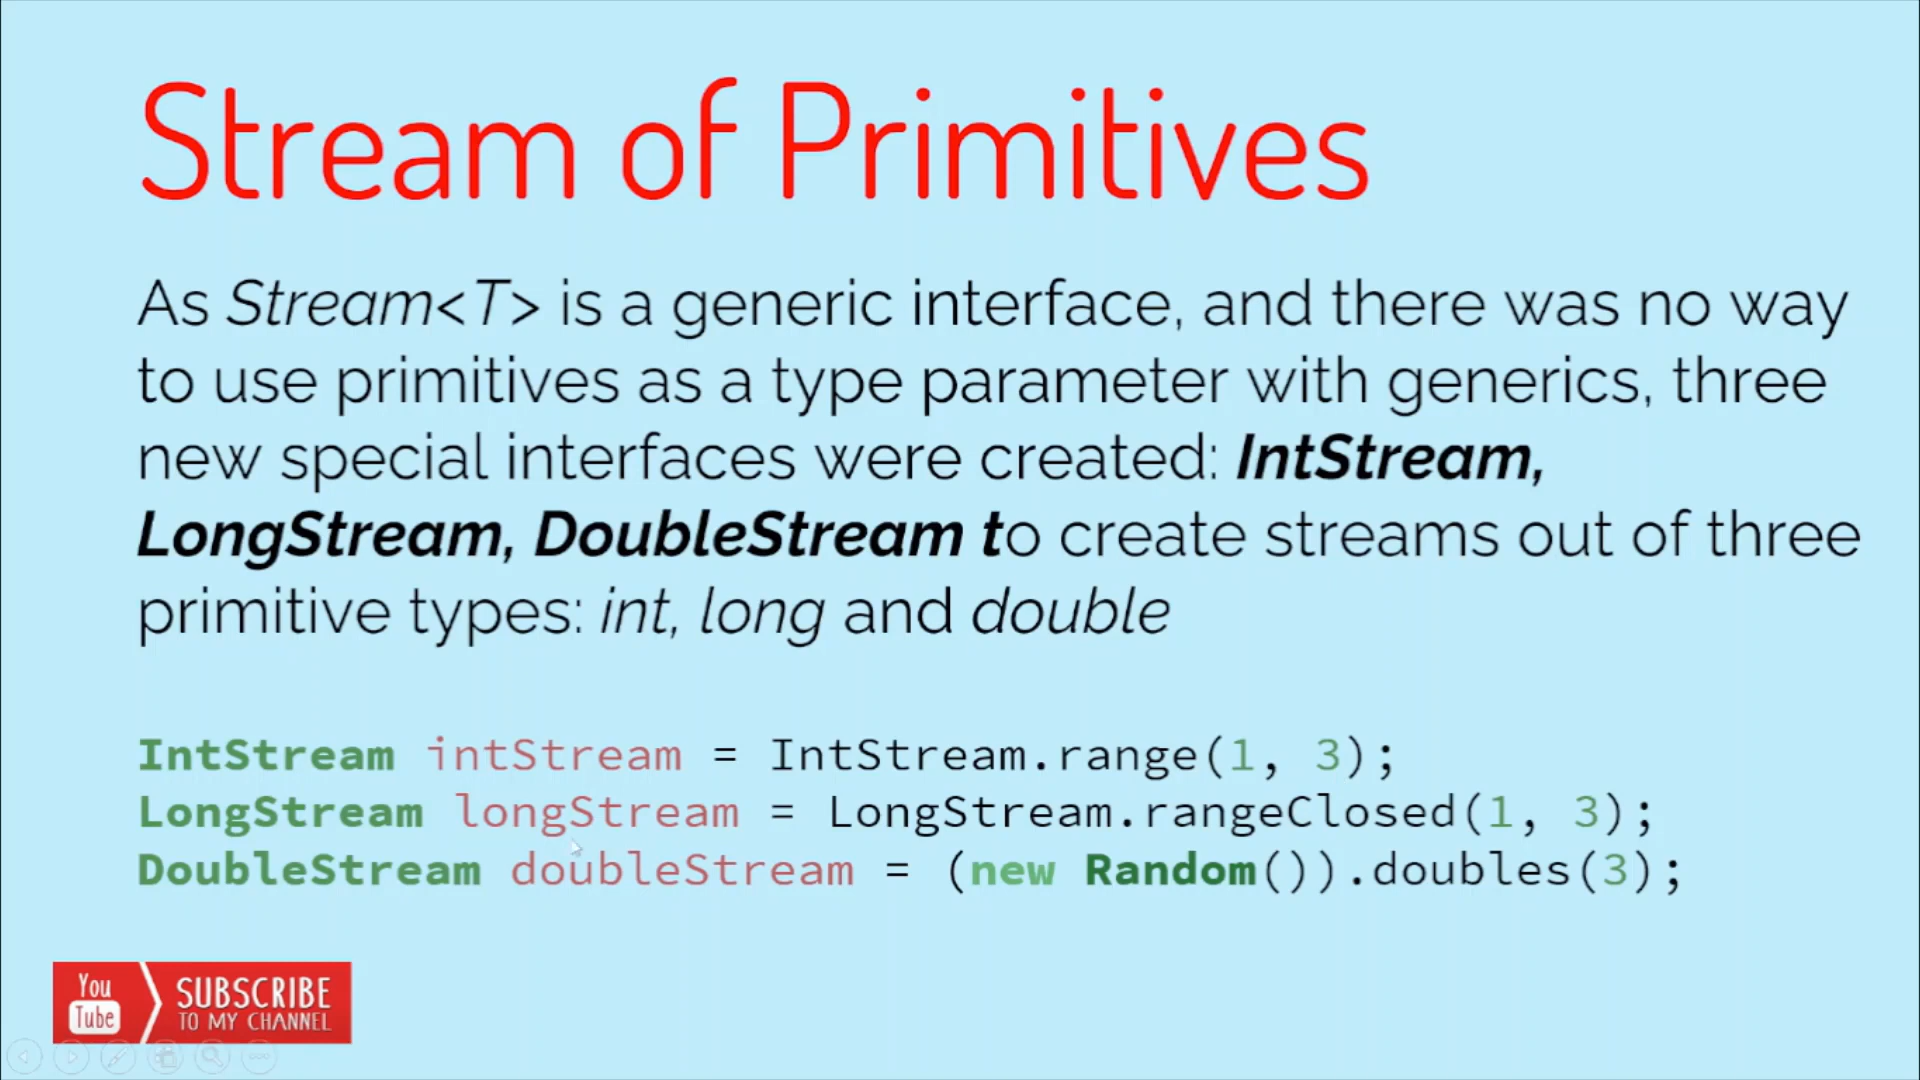 Stream of Primitives
As Stream<T> is a generic interface, and there was no way
to use primitives as a type parameter with generics, three
new special interfaces were created: IntStream,
LongStream, DoubleStream to create streams out of three
primitive types: int, long and double
IntStream intStream = IntStream.range(1, 3);
LongStream longStream = LongStream.rangeClosed(1, 3);
DoubleStream doubleStream = (new Random()).doubles(3);
You
Tube
SUBSCRIBE
TO MY CHANNEL